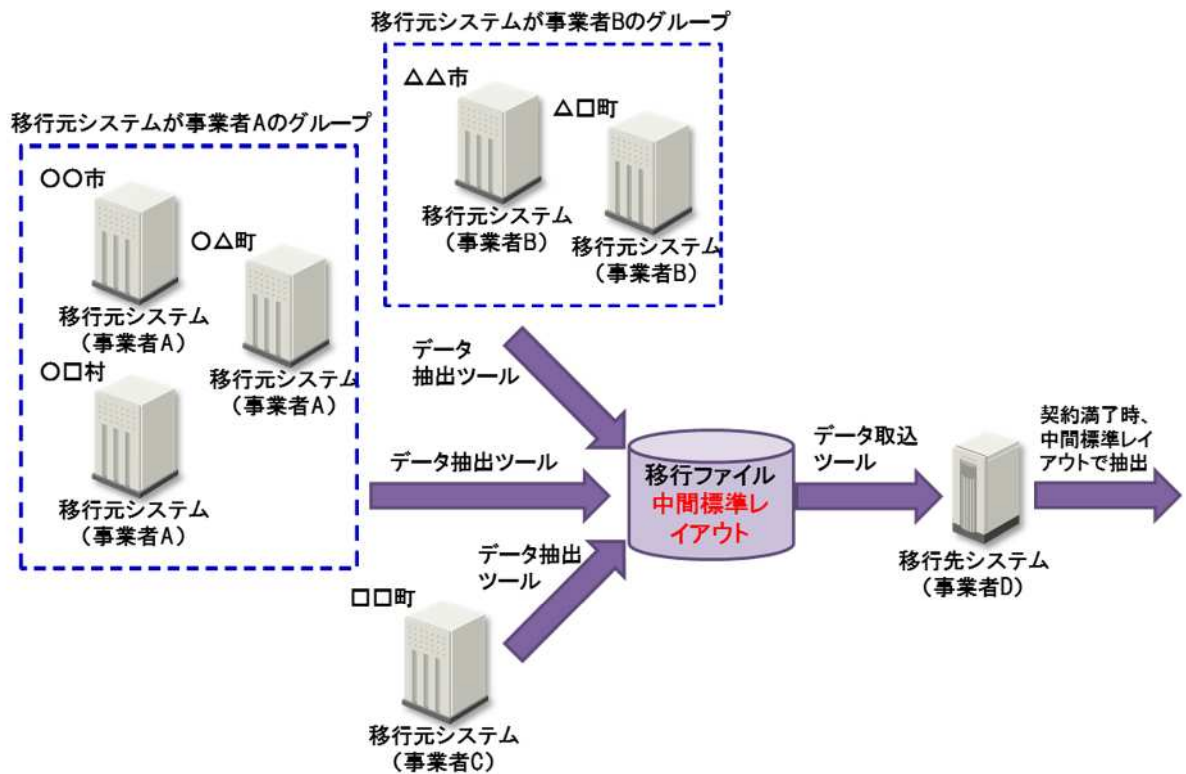 移行元システムが事業者Bのグループ
△△市
△□町
移行元システム
(事業者B)
移行元システム
(事業者B)
移行元システムが事業者Aのグループ
〇〇市
〇△町
移行元システム
(事業者A)
〇□村
移行元システム
(事業者A)
移行元システム
(事業者A)
データ
抽出ツール
データ抽出ツール
データ抽出
ツール
移行ファイル
中間標準レ
イアウト
データ取込
ツール
契約満了時、
中間標準レイ
アウトで抽出
移行先システム
(事業者D)
□□町
移行元システム
(事業者C)